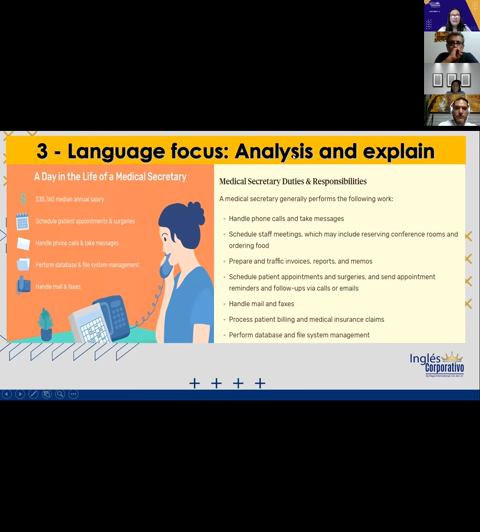 3 - Language focus: Analysis and explain
A Day in the Life of a Medical Secretary
median annual salary
Schedule patient appointments & surgeries
Handle phone calls & take messages
Perform database & file system management
Handle mail & faxes
Medical Secretary Duties & Responsibilities
A medical secretary generally performs the following work:
Handle phone calls and take messages
Schedule staff meetings, which may include reserving conference rooms and
ordering food
Prepare and traffic invoices, reports, and memos
Schedule patient appointments and surgeries, and send appointment
reminders and follow-ups via calls or emails
Handle mail and faxes
Process patient billing and medical insurance claims
Perform database and file system management
Inglés
Corporativo